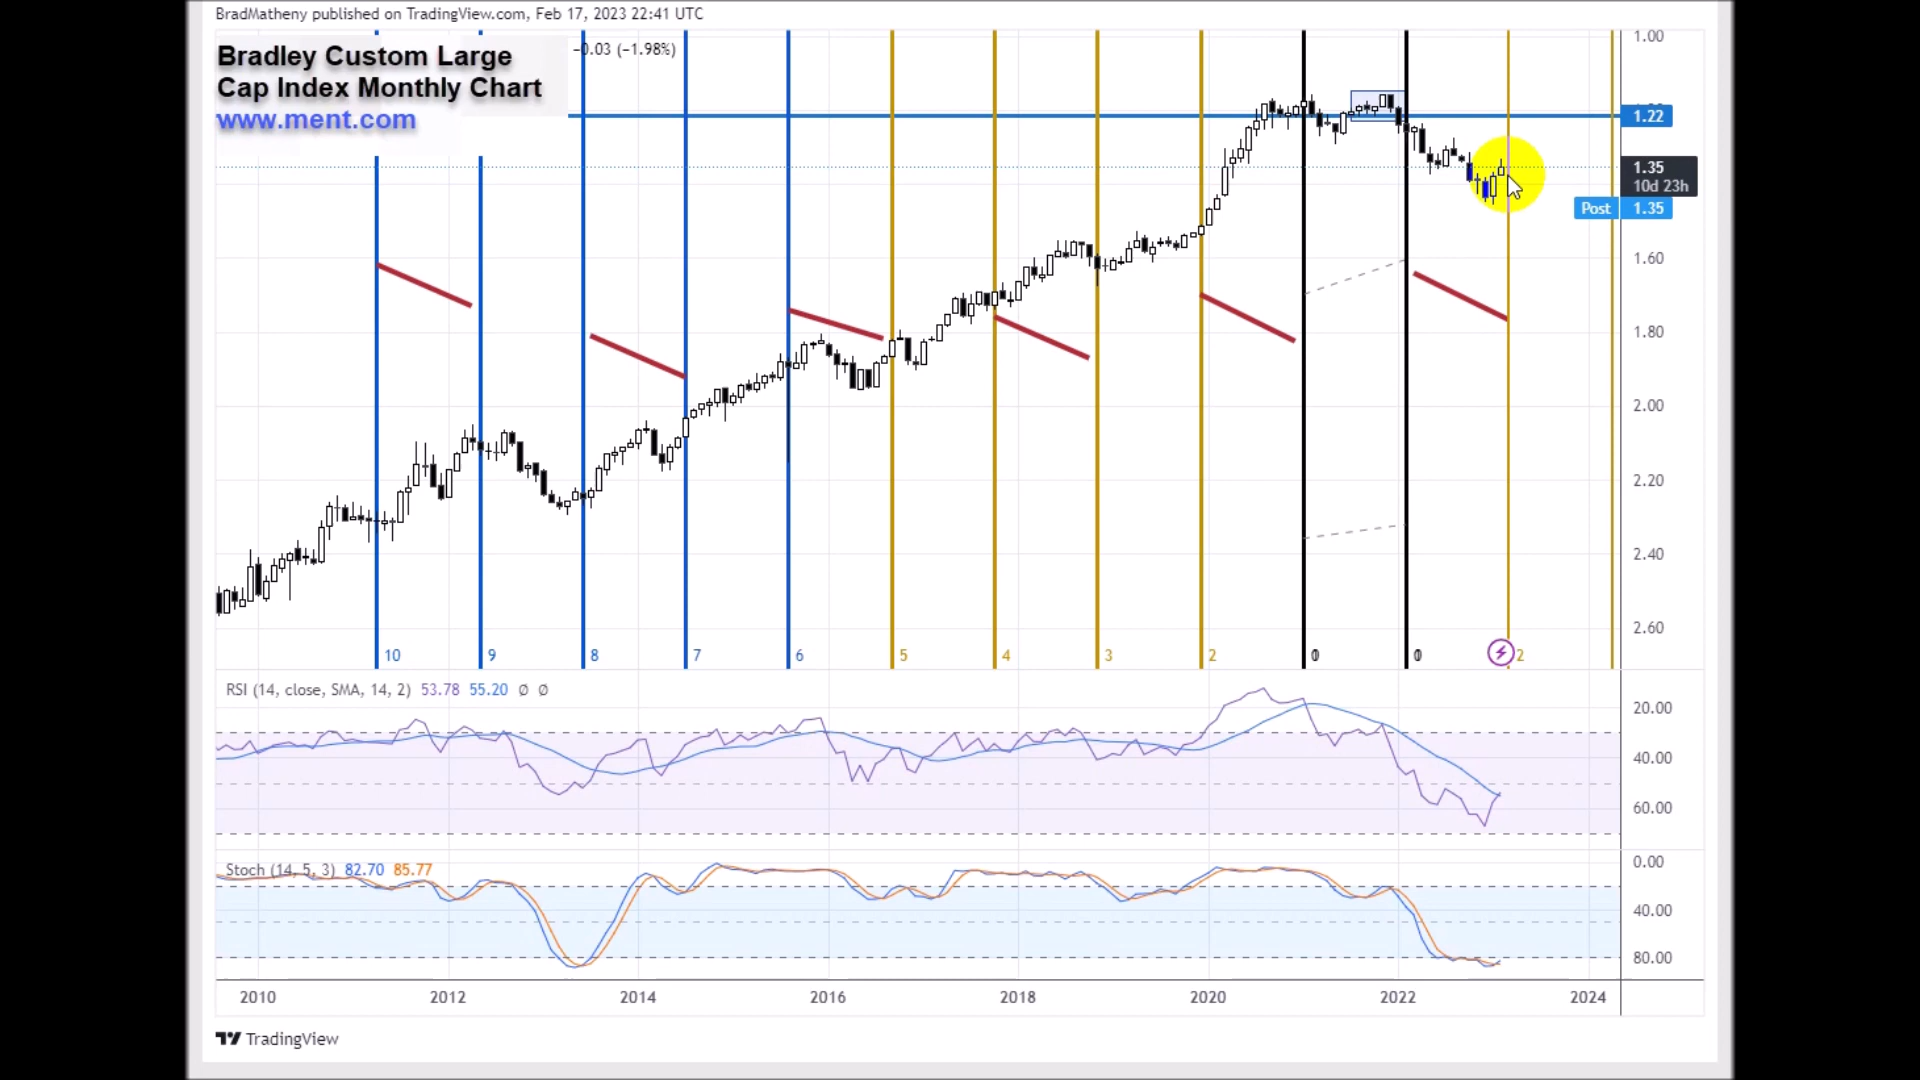 BradMatheny published on TradingView.com, Feb 17, 2023 22:41 UTC
Bradley Custom Large
Cap Index Monthly Chart
www.ment.com
-0.03 (-1.98%)
1.00
1.22
1.35
10d 23h
Post 1.35
1.60
1.80
2.00
2.20
2.40
2.60
10 9 8 7 6 5 4 3 2 0 0 2
RSI (14, close, SMA, 14, 2) 53.78 55.20 Ø Ø
20.00
40.00
60.00
Stoch (14, 5, 3) 82.70 85.77
0.00
40.00
80.00
2010 2012 2014 2016 2018 2020 2022 2024
TradingView